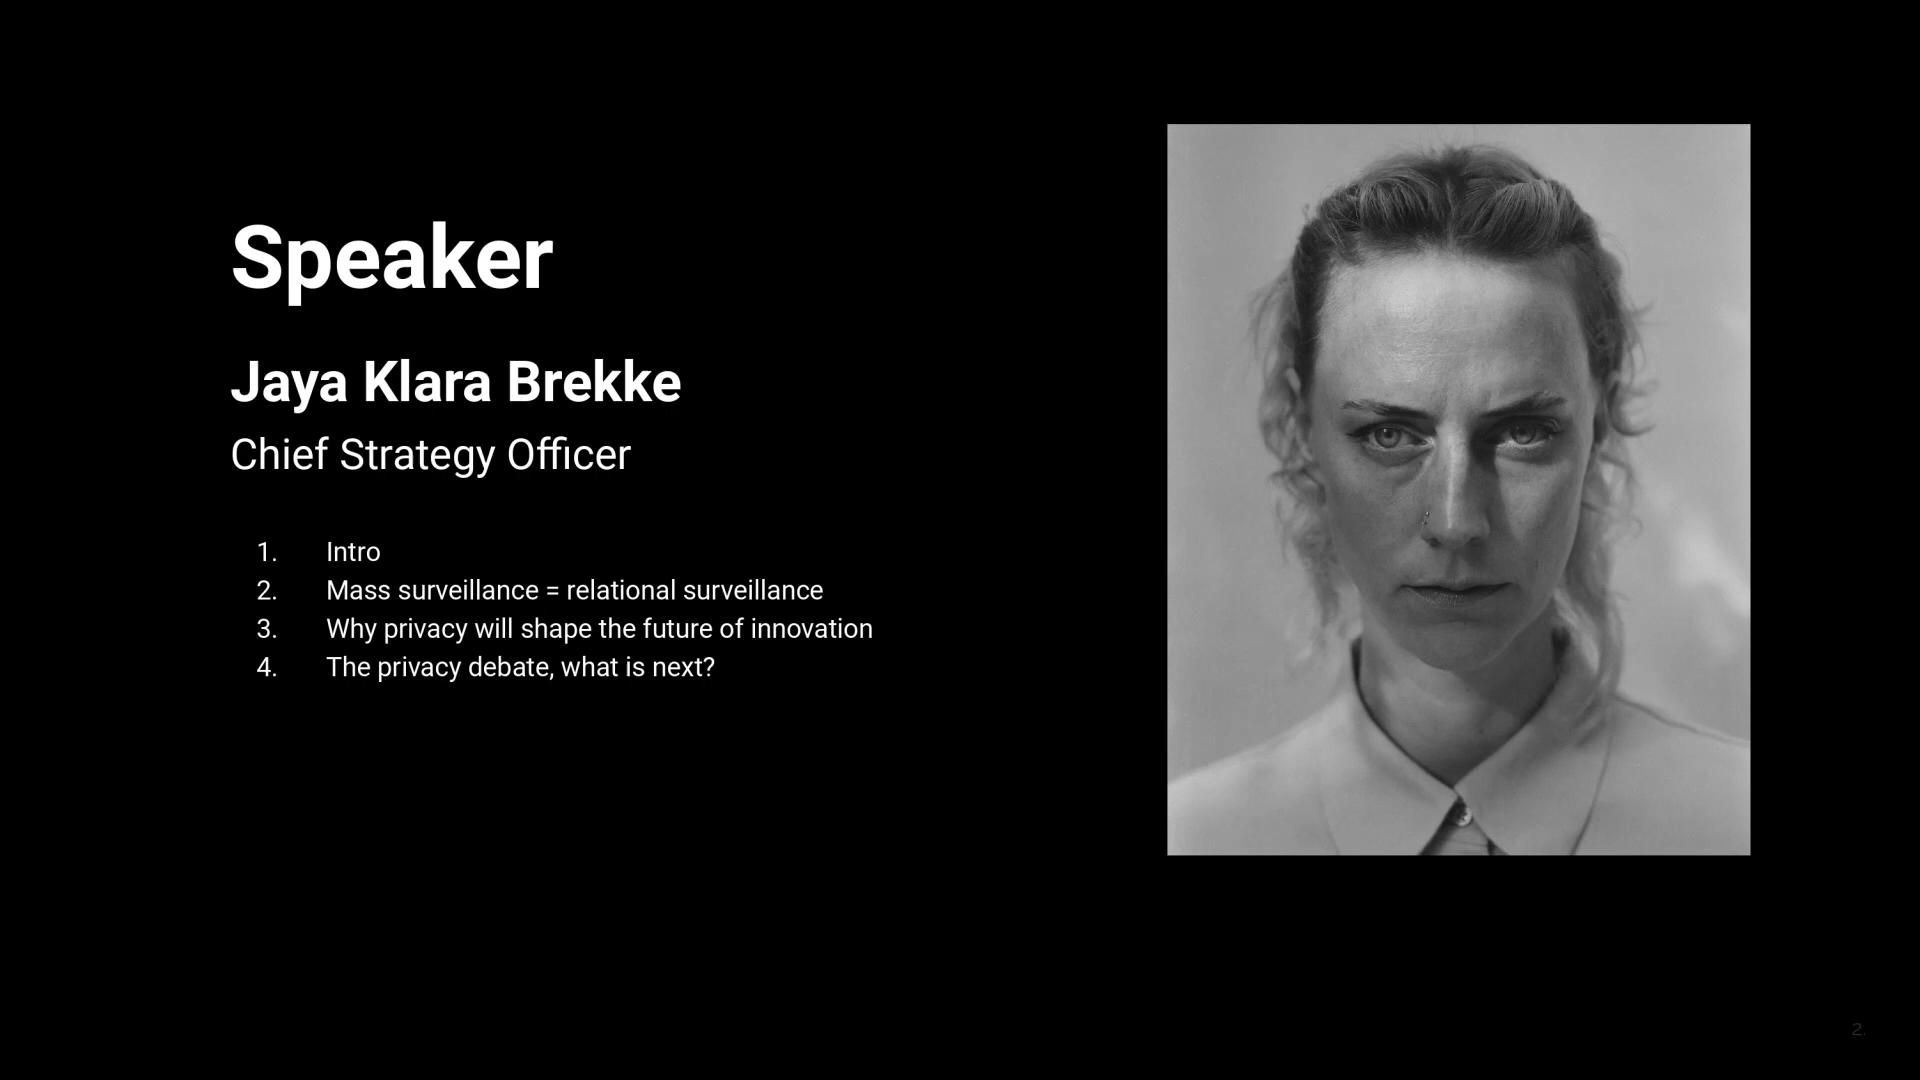 Speaker
Jaya Klara Brekke
Chief Strategy Officer
1. Intro
2. Mass surveillance = relational surveillance
3. Why privacy will shape the future of innovation
4. The privacy debate, what is next?
2.